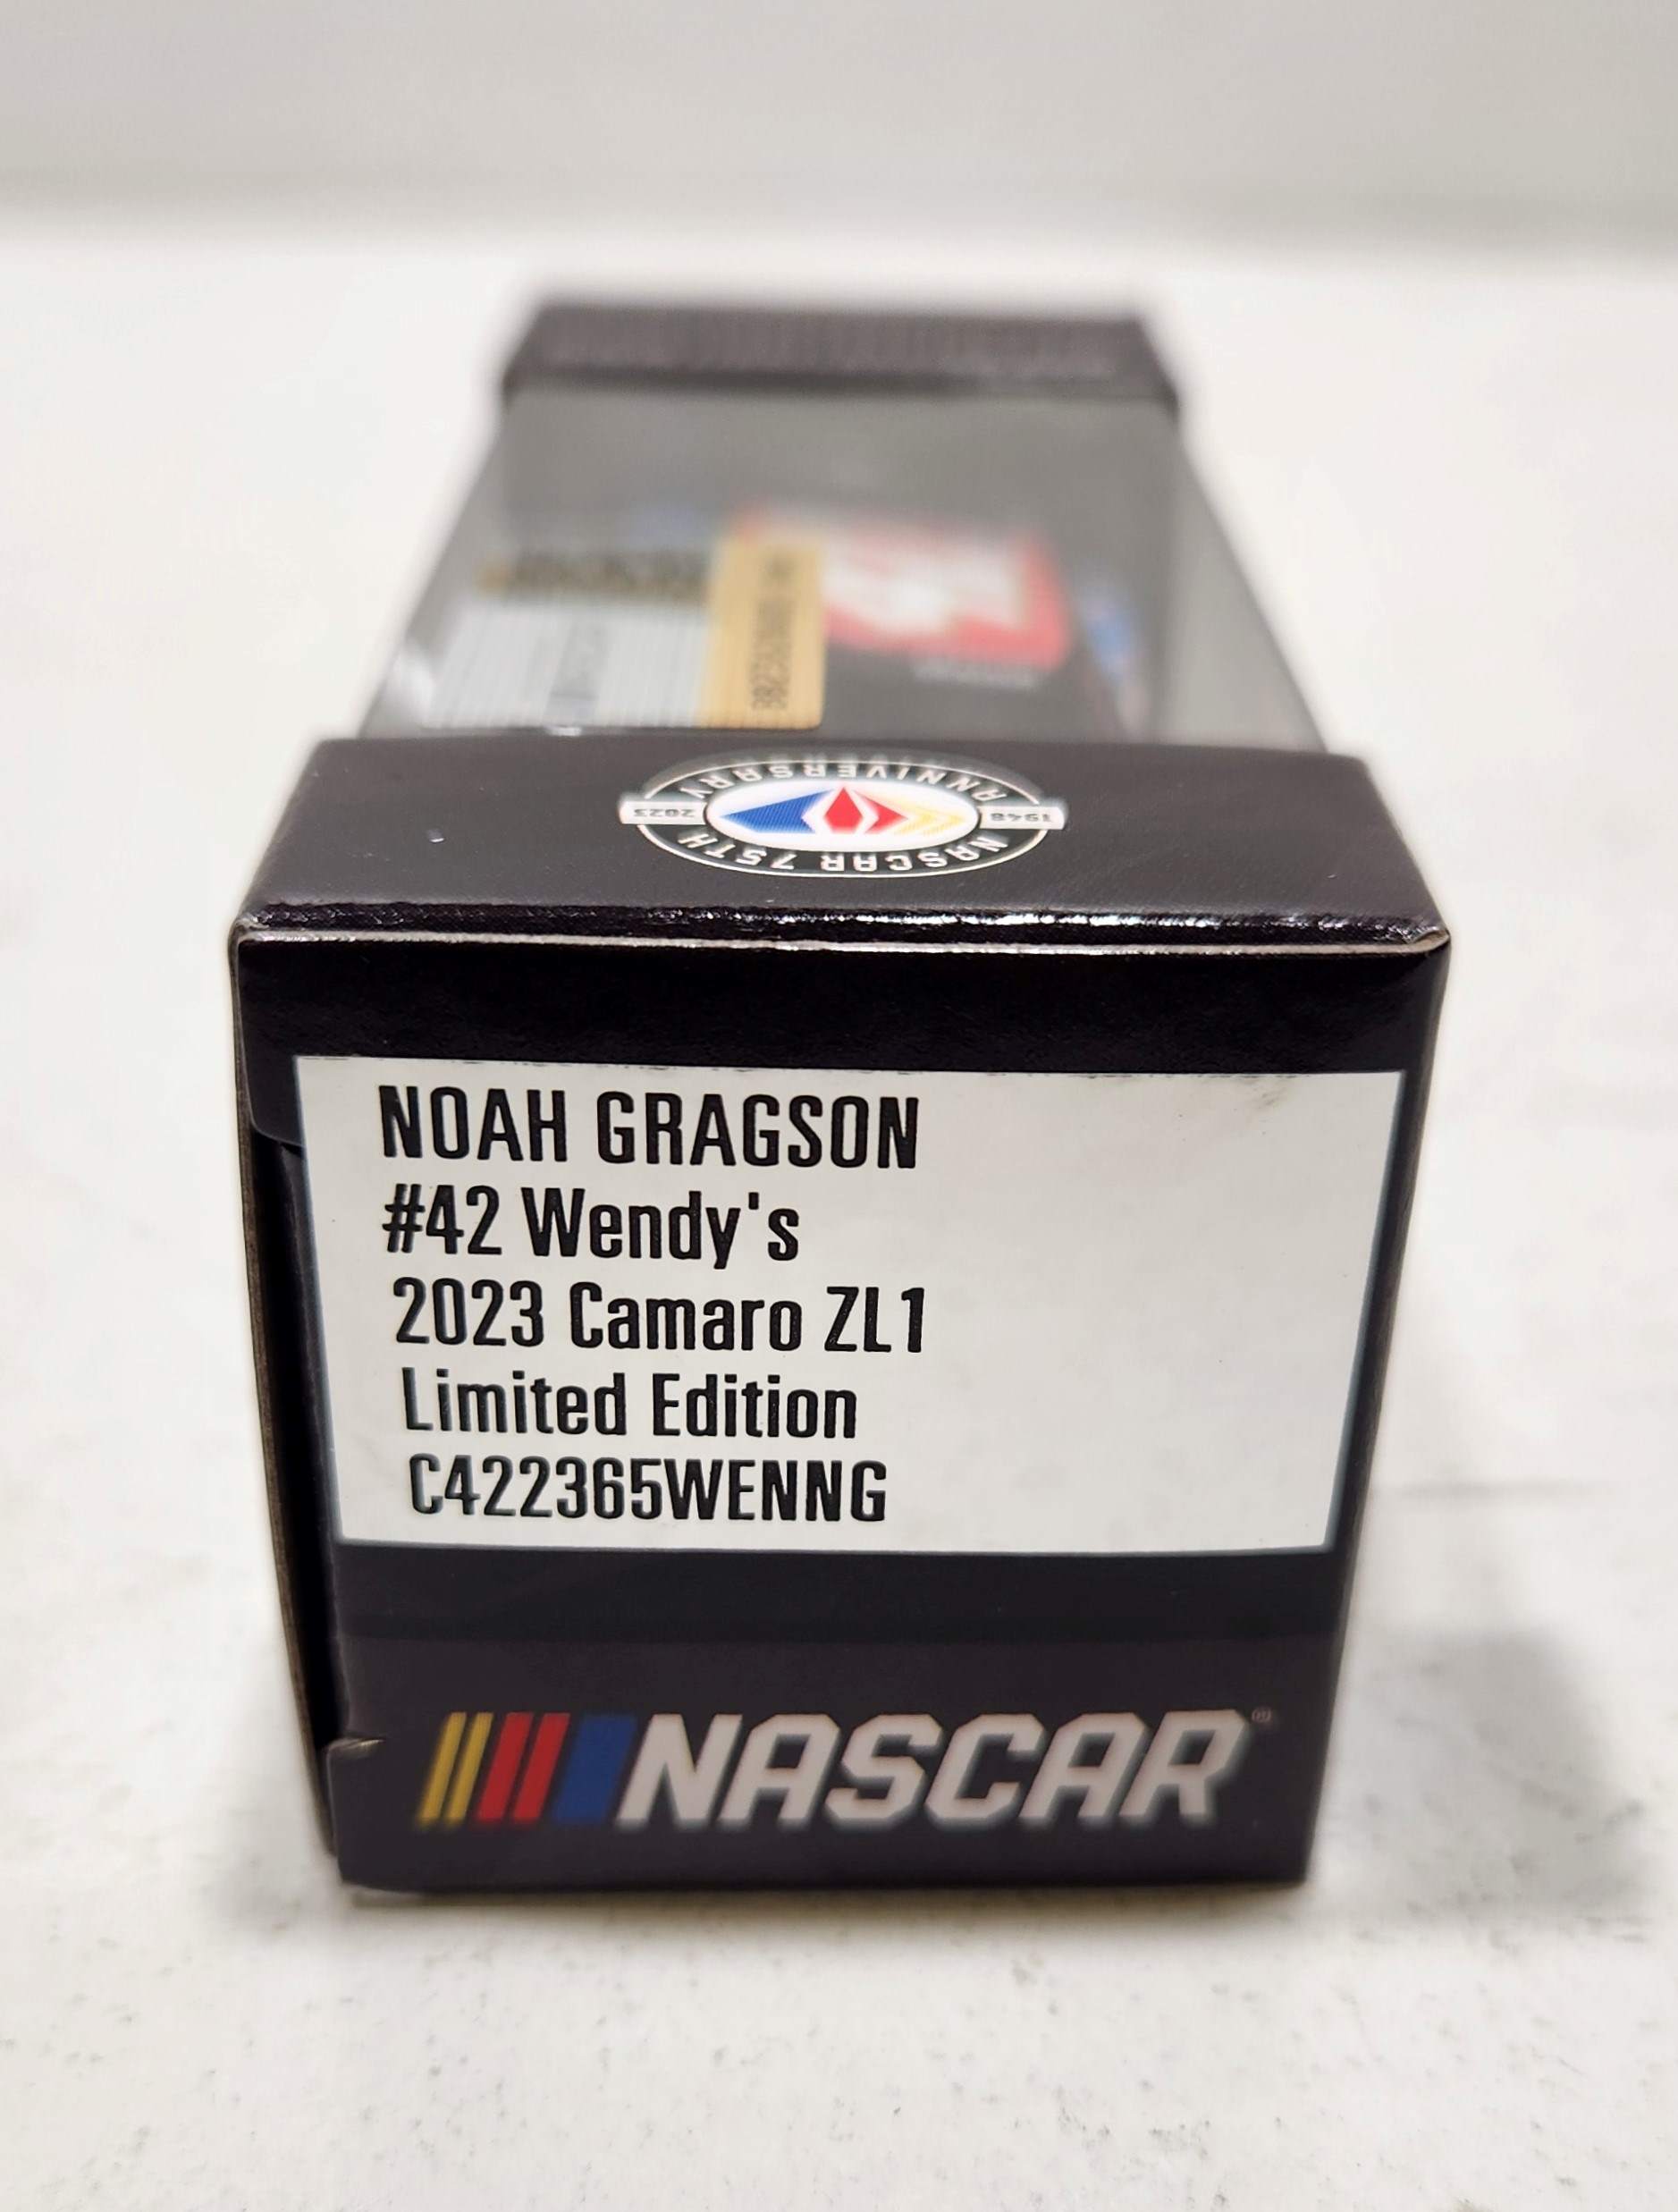 NASCAR 75TH
ANNIVERSARY
1948
2023
NOAH GRAGSON
#42 Wendy's
2023 Camaro ZL1
Limited Edition
C422365WENNG
NASCAR®